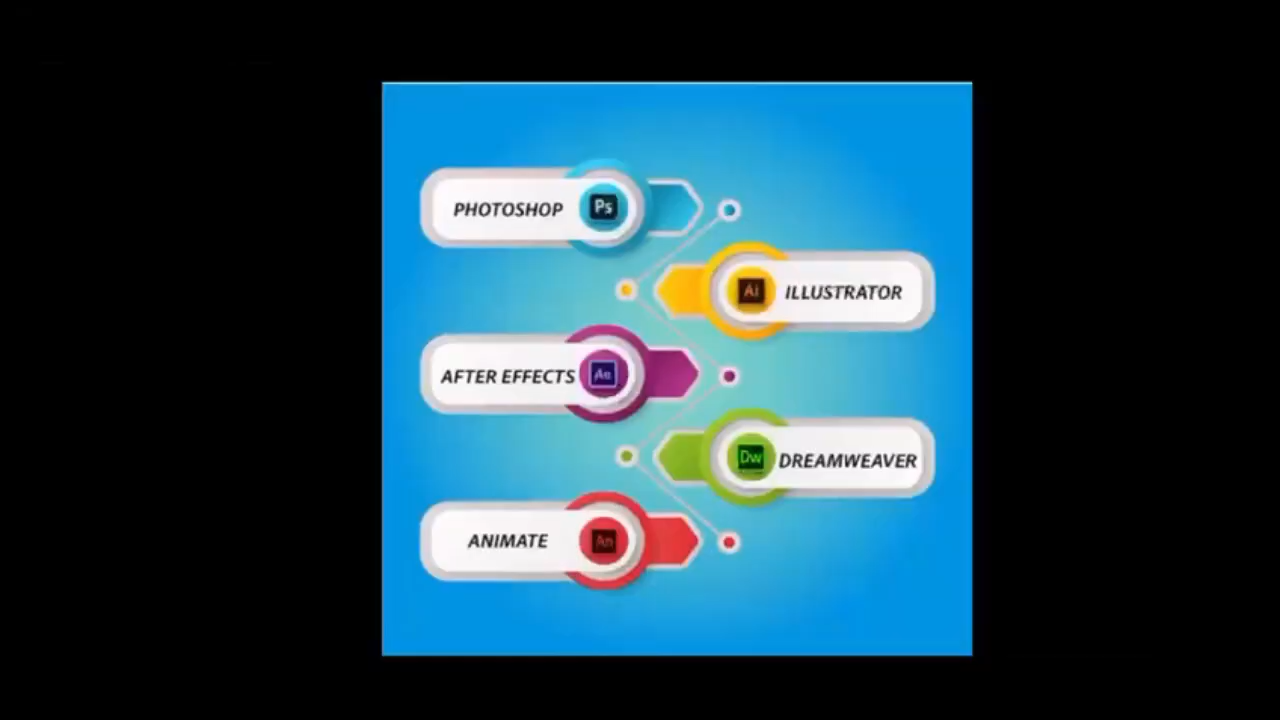 PHOTOSHOP Ps
Ai ILLUSTRATOR
AFTER EFFECTS Ae
Dw DREAMWEAVER
ANIMATE An